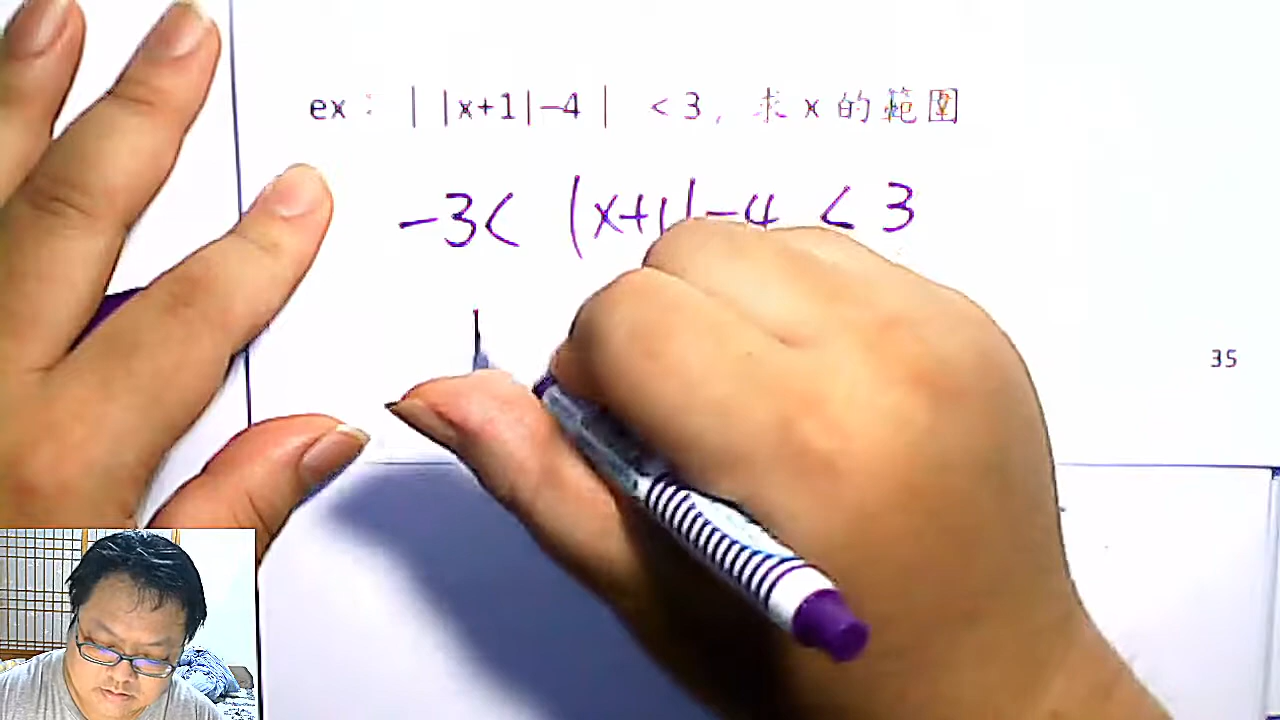 ex： | |x+1|-4 | <3, 求 x 的範圍
-3< |x+1|-4 < 3
35